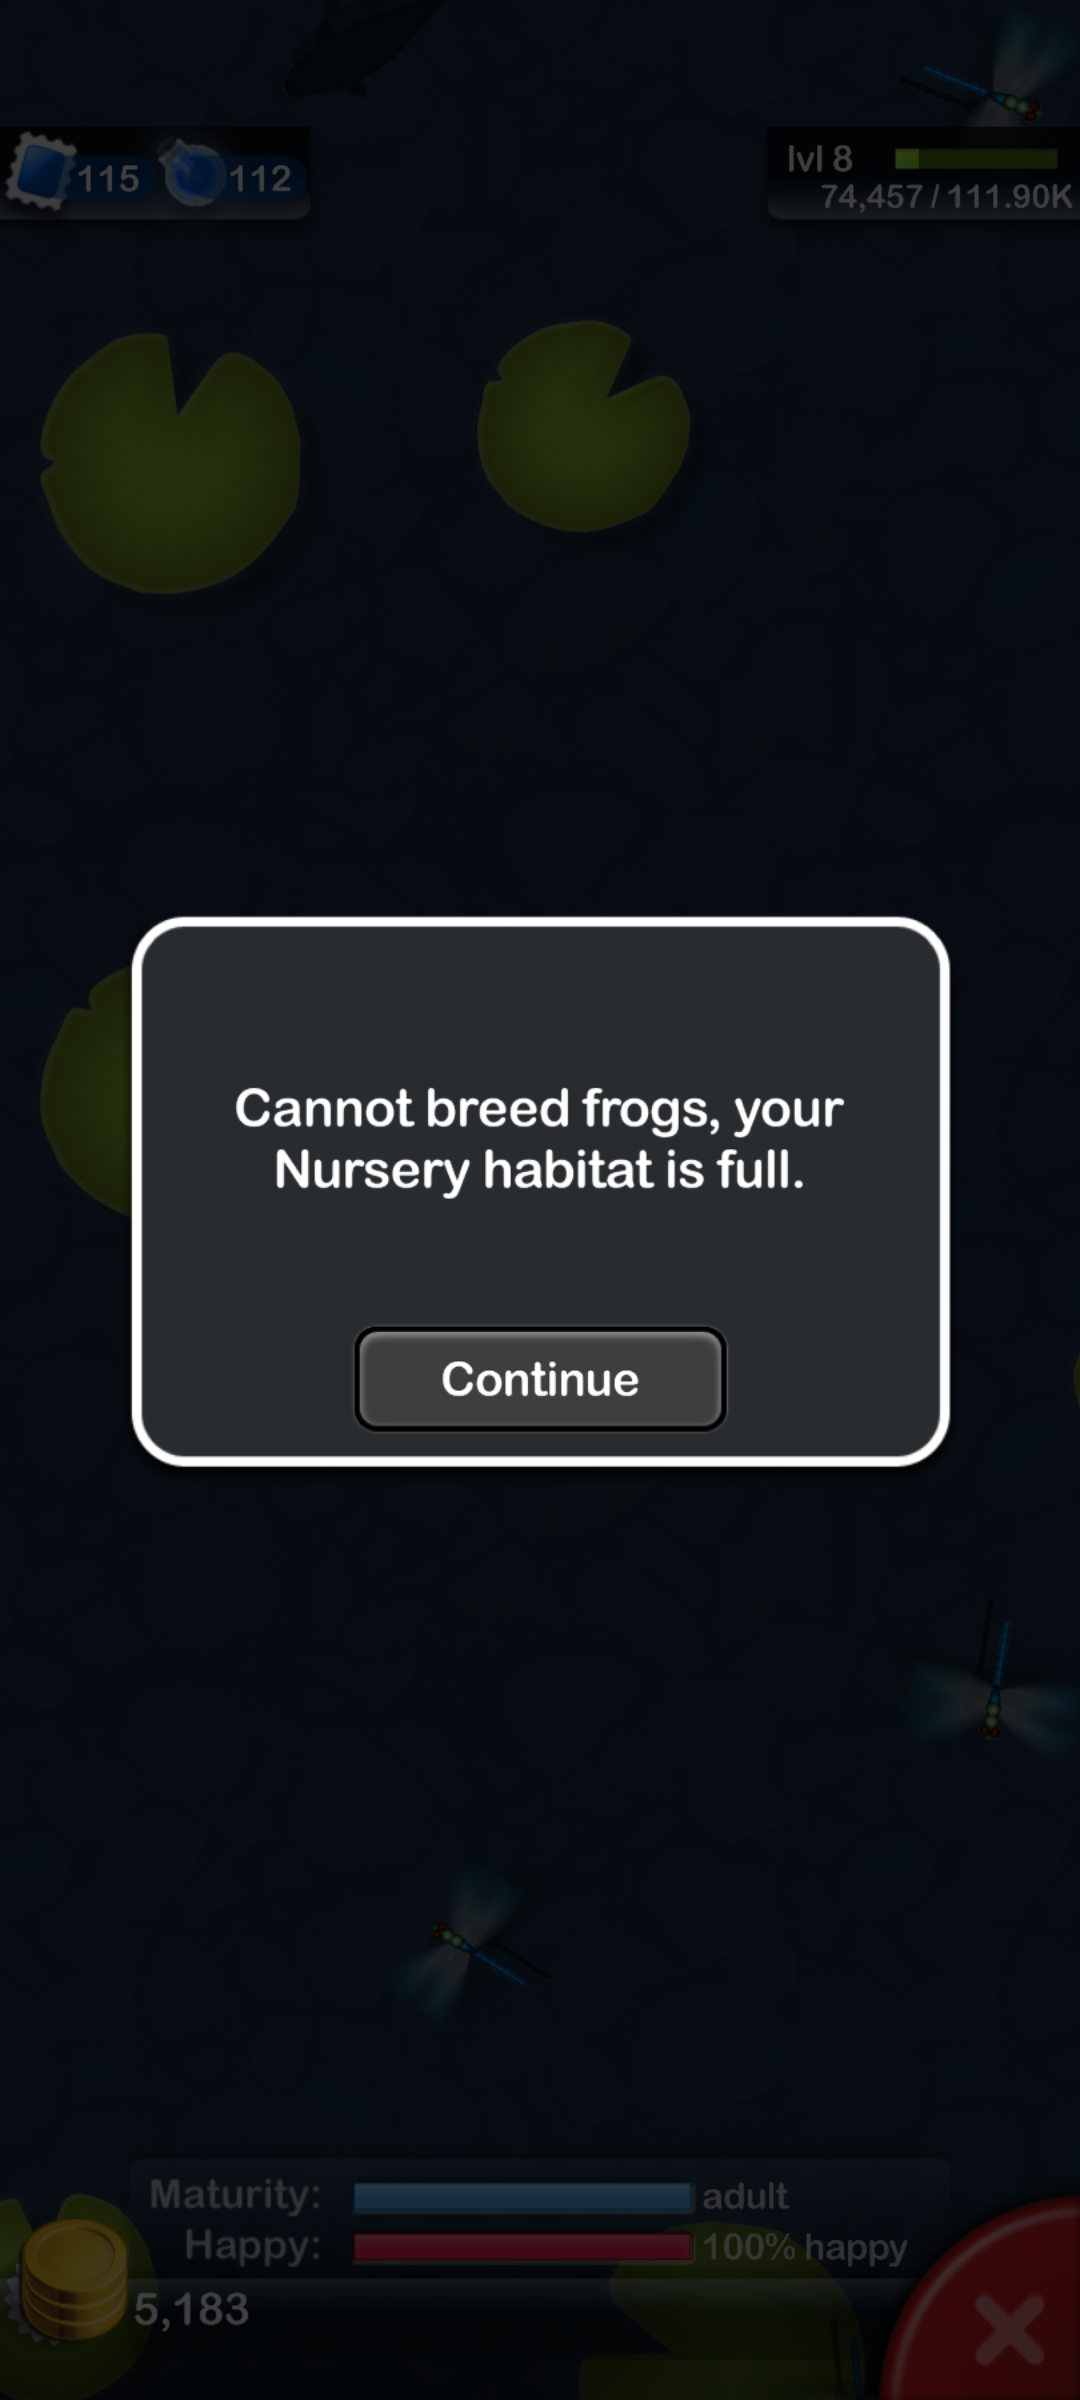 115 112
lvl 8
74,457 / 111.90K
Cannot breed frogs, your
Nursery habitat is full.
Continue
Maturity: adult
Happy: 100% happy
5,183